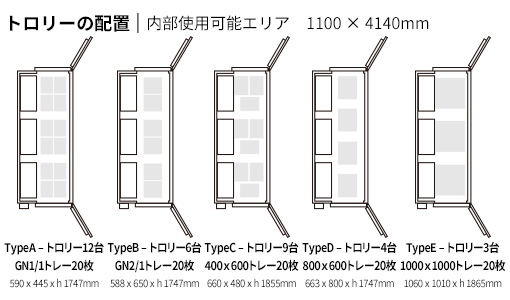 トロリーの配置 | 内部使用可能エリア 1100 × 4140mm
TypeA – トロリー12台 TypeB – トロリー6台 TypeC – トロリー9台 TypeD – トロリー4台 TypeE – トロリー3台
GN1/1トレー20枚 GN2/1トレー20枚 400 x 600トレー20枚 800 x 600トレー20枚 1000 x 1000トレー20枚
590 x 445 x h 1747mm 588 x 650 x h 1747mm 660 x 480 x h 1855mm 663 x 800 x h 1747mm 1060 x 1010 x h 1865mm